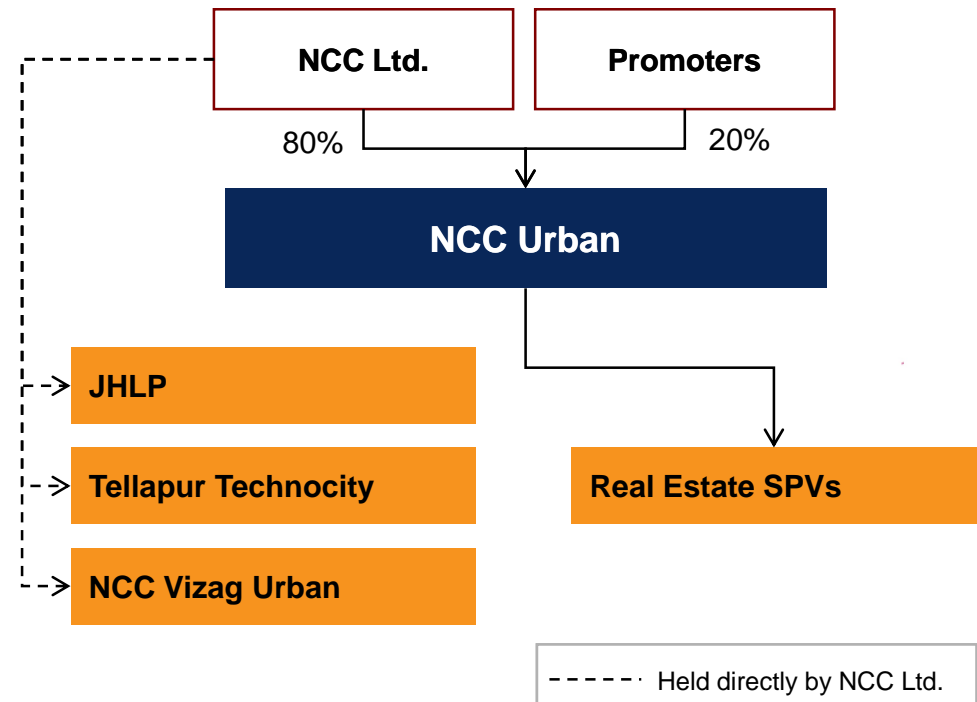 NCC Ltd.
Promoters
80%
20%
NCC Urban
JHLP
Tellapur Technocity
Real Estate SPVs
NCC Vizag Urban
Held directly by NCC Ltd.